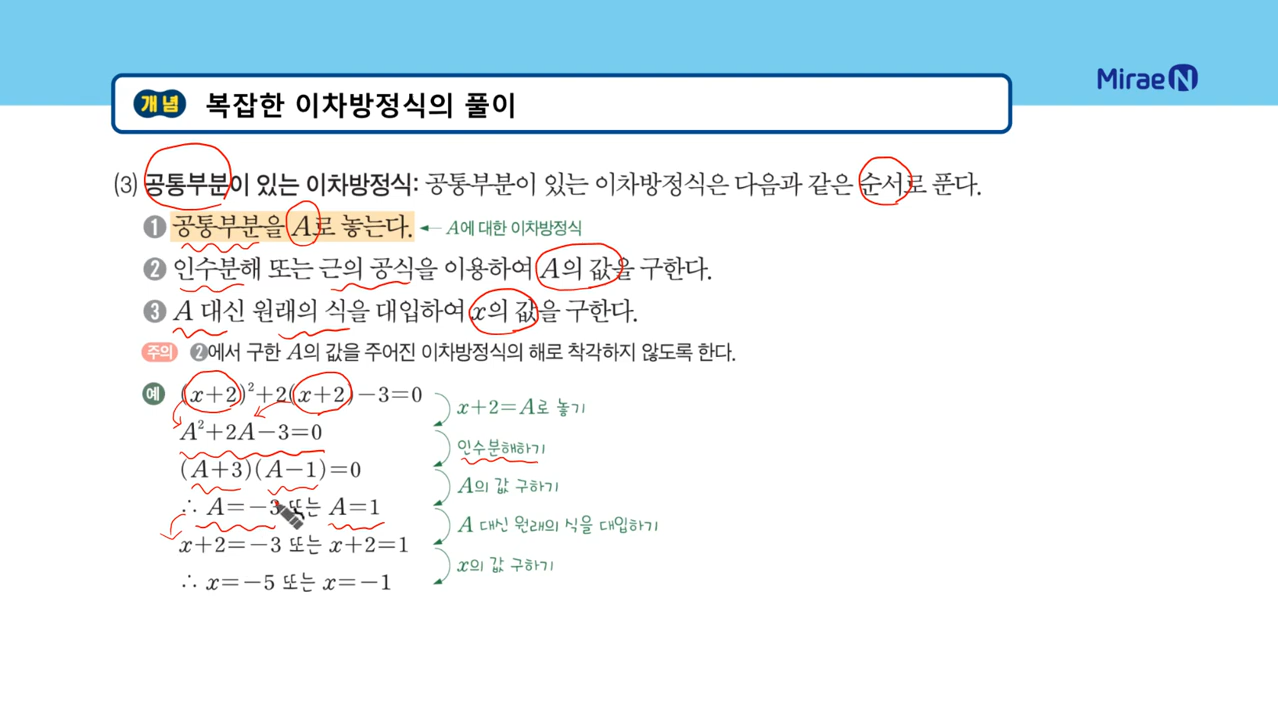 Mirae N
개념 복잡한 이차방정식의 풀이
(3) 공통부분이 있는 이차방정식: 공통부분이 있는 이차방정식은 다음과 같은 순서로 푼다.
❶ 공통부분을 A로 놓는다. ← A에 대한 이차방정식
❷ 인수분해 또는 근의 공식을 이용하여 A의 값을 구한다.
❸ A 대신 원래의 식을 대입하여 x의 값을 구한다.
주의 ❷에서 구한 A의 값을 주어진 이차방정식의 해로 착각하지 않도록 한다.
예 (x+2)²+2(x+2)-3=0
x+2=A로 놓기
A²+2A-3=0
인수분해하기
(A+3)(A-1)=0
A의 값 구하기
∴ A=-3 또는 A=1
A 대신 원래의 식을 대입하기
x+2=-3 또는 x+2=1
x의 값 구하기
∴ x=-5 또는 x=-1